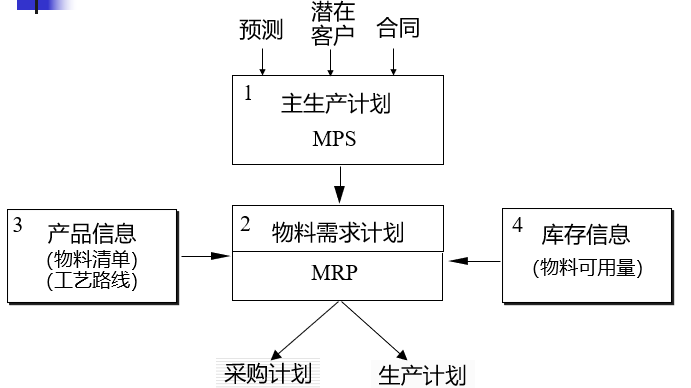 预测
潜在
客户
合同
1
主生产计划
MPS
3
产品信息
(物料清单)
(工艺路线)
2
物料需求计划
MRP
4
库存信息
(物料可用量)
采购计划
生产计划